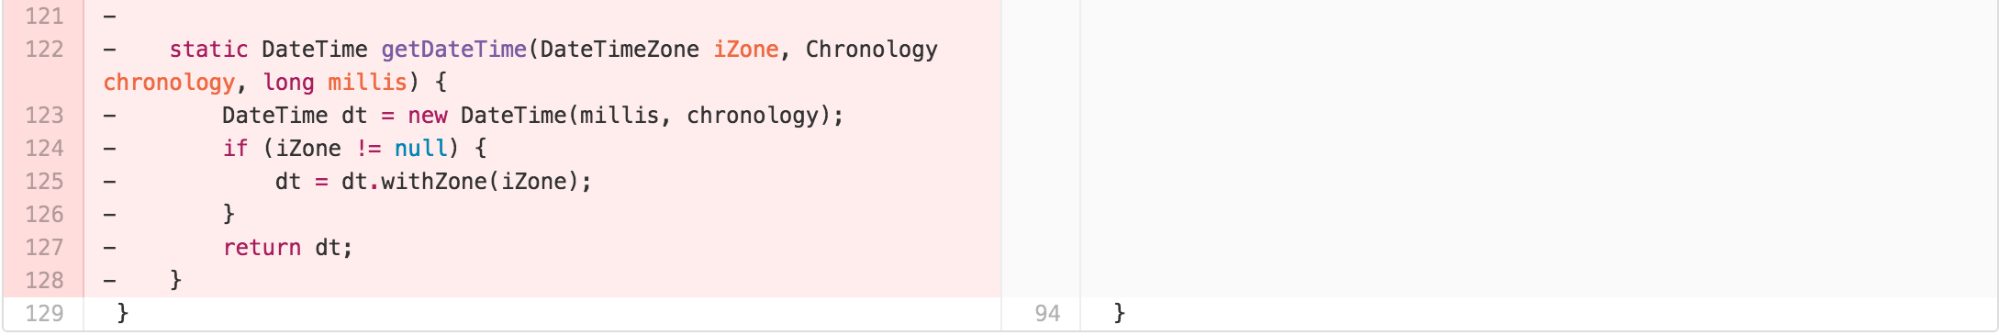 121 −
122 −    static DateTime getDateTime(DateTimeZone iZone, Chronology
chronology, long millis) {
123 −        DateTime dt = new DateTime(millis, chronology);
124 −        if (iZone != null) {
125 −            dt = dt.withZone(iZone);
126 −        }
127 −        return dt;
128 −    }
129  } 94 }